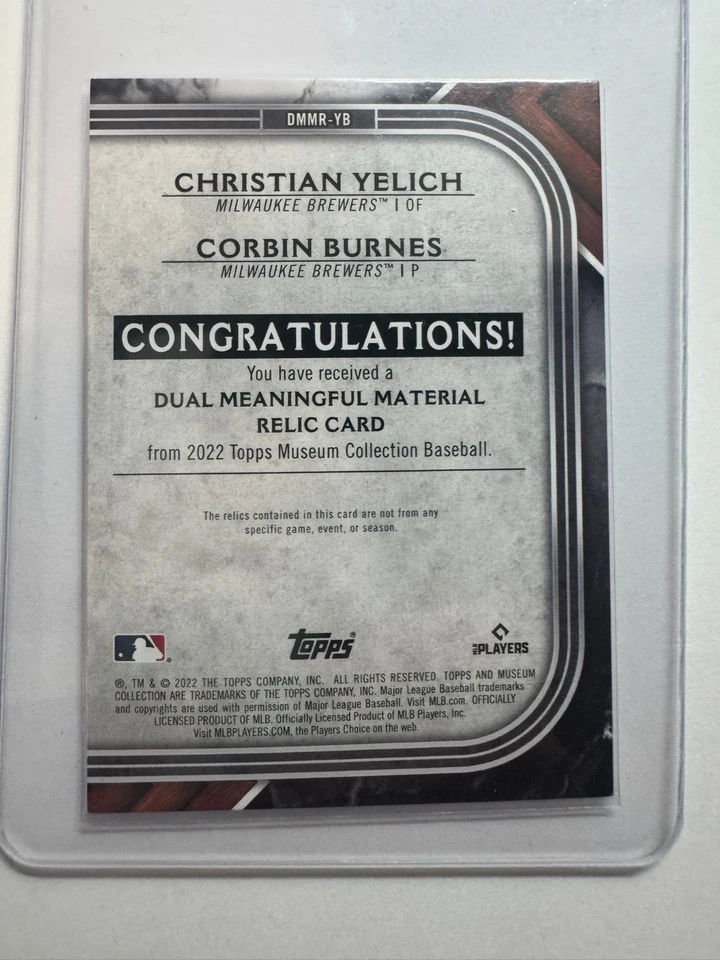 DMMR-YB
CHRISTIAN YELICH
MILWAUKEE BREWERS™ | OF
CORBIN BURNES
MILWAUKEE BREWERS™ | P
CONGRATULATIONS!
You have received a
DUAL MEANINGFUL MATERIAL
RELIC CARD
from 2022 Topps Museum Collection Baseball.
The relics contained in this card are not from any
specific game, event, or season.
Topps®
MLB PLAYERS
®, TM & © 2022 THE TOPPS COMPANY, INC. ALL RIGHTS RESERVED. TOPPS AND MUSEUM
COLLECTION ARE TRADEMARKS OF THE TOPPS COMPANY, INC. Major League Baseball trademarks
and copyrights are used with permission of Major League Baseball. Visit MLB.com. OFFICIALLY
LICENSED PRODUCT OF MLB. Officially Licensed Product of MLB Players, Inc.
Visit MLBPLAYERS.COM, the Players Choice on the web.